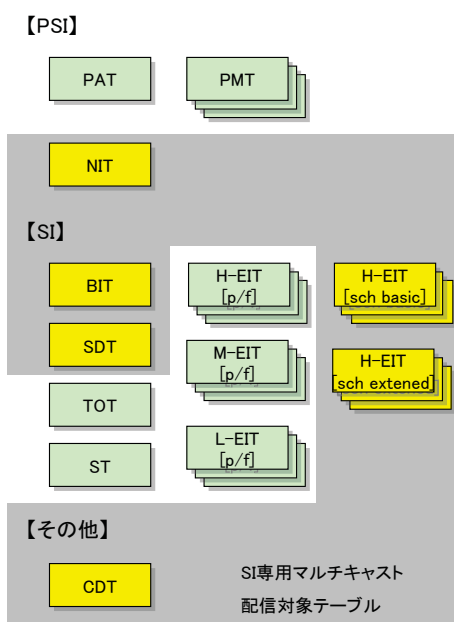 【PSI】
PAT
PMT
NIT
【SI】
BIT
H-EIT
[p/f]
H-EIT
[sch basic]
SDT
M-EIT
[p/f]
H-EIT
[sch extened]
TOT
ST
L-EIT
[p/f]
【その他】
CDT
SI専用マルチキャスト
配信対象テーブル